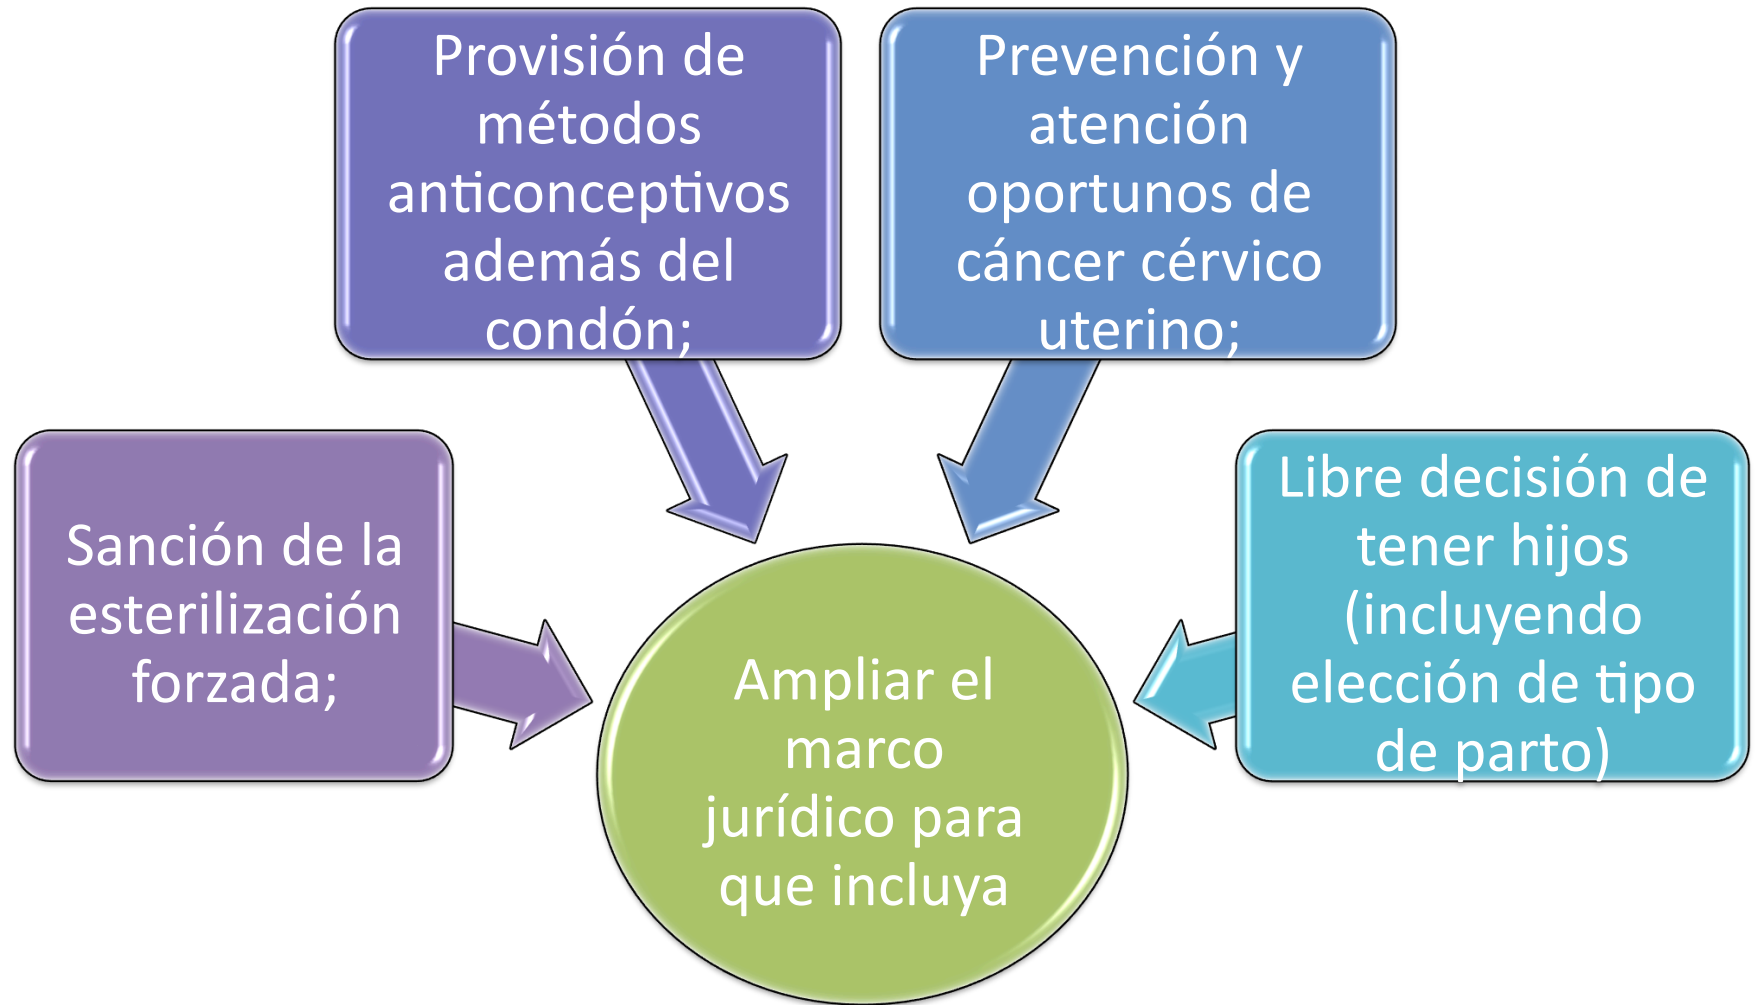 Provisión de
métodos
anticonceptivos
además del
condón;
Prevención y
atención
oportunos de
cáncer cérvico
uterino;
Sanción de la
esterilización
forzada;
Libre decisión de
tener hijos
(incluyendo
elección de tipo
de parto)
Ampliar el
marco
jurídico para
que incluya